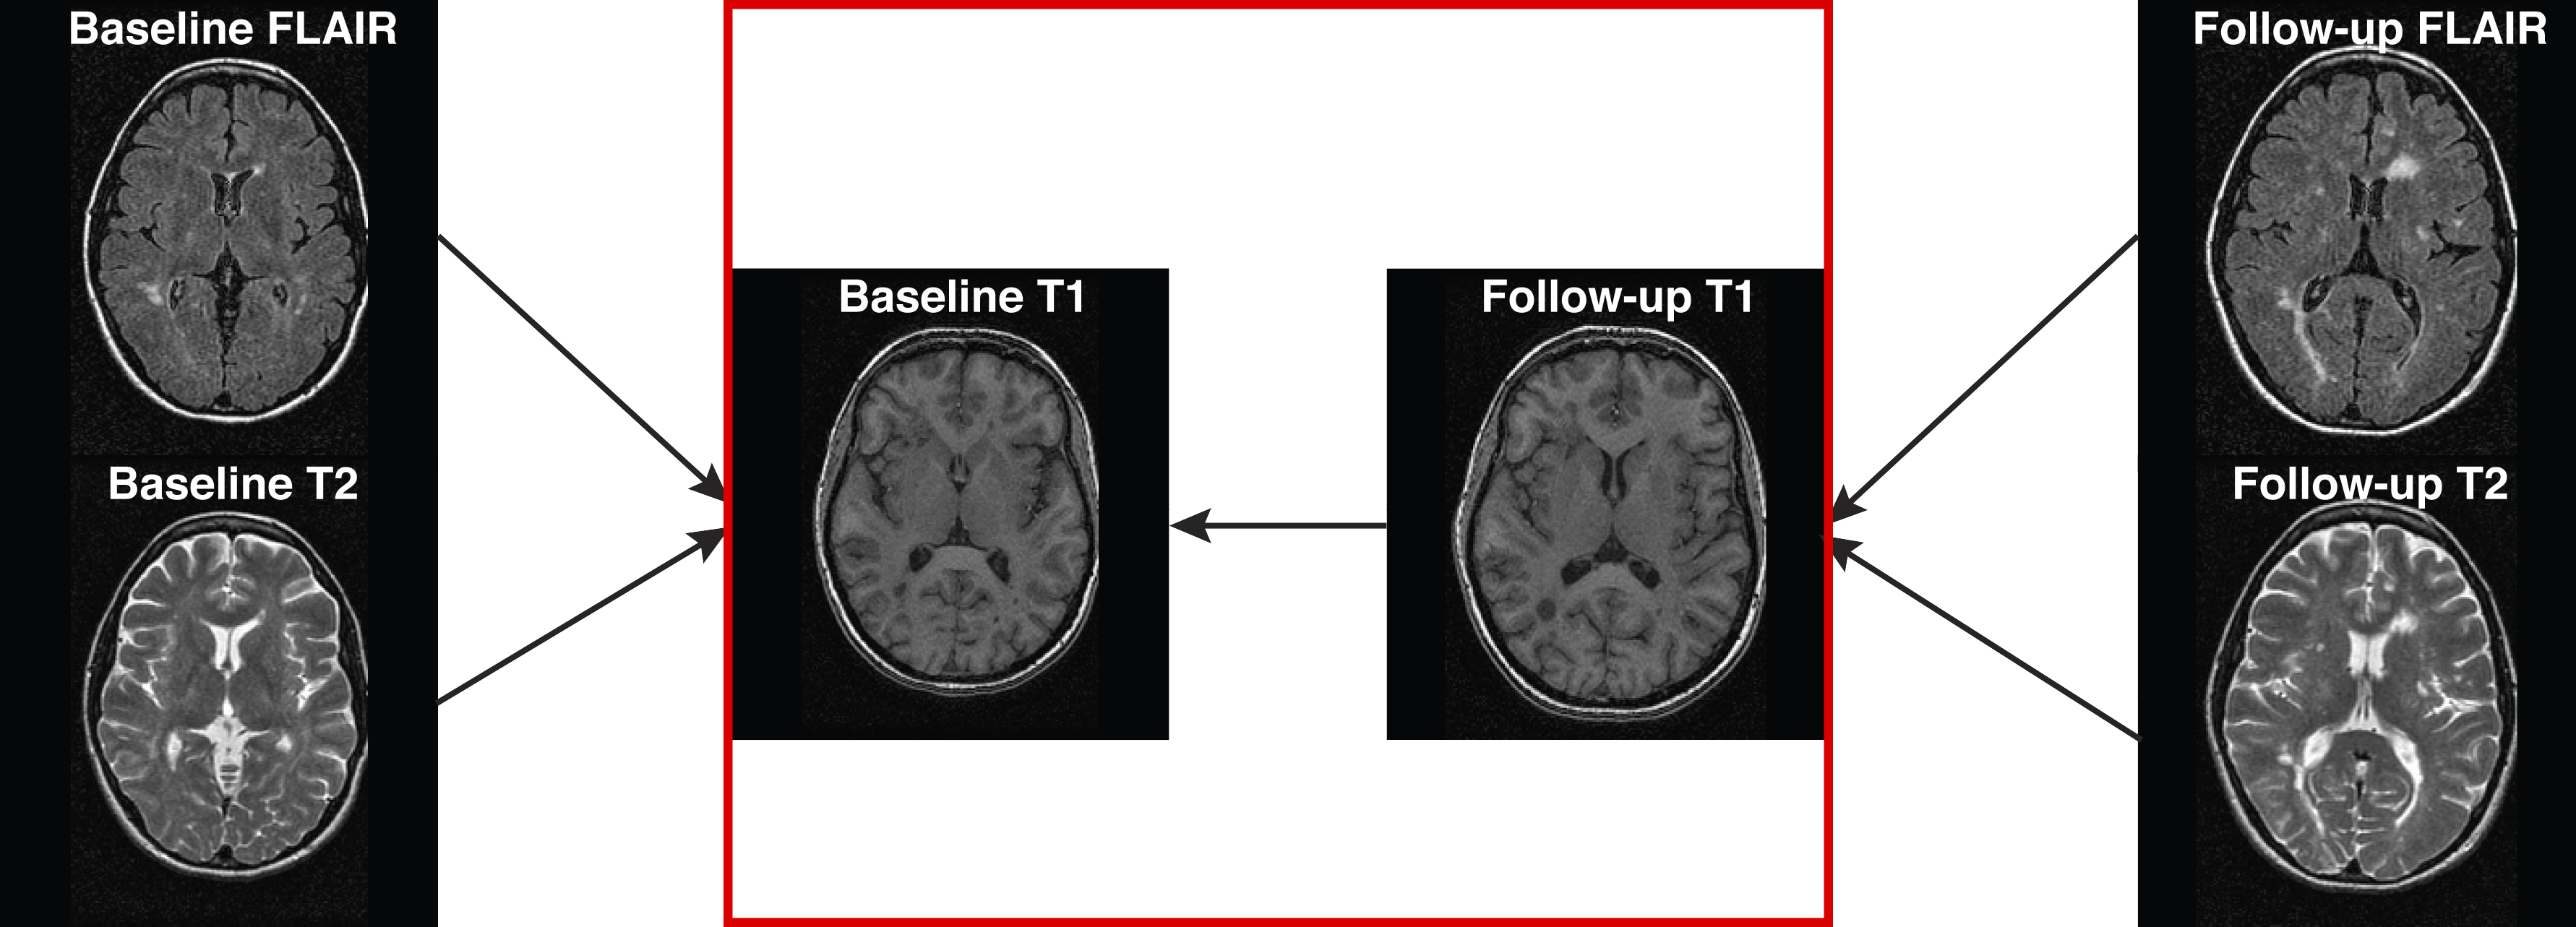 Baseline FLAIR
Baseline T2
Baseline T1
Follow-up T1
Follow-up FLAIR
Follow-up T2